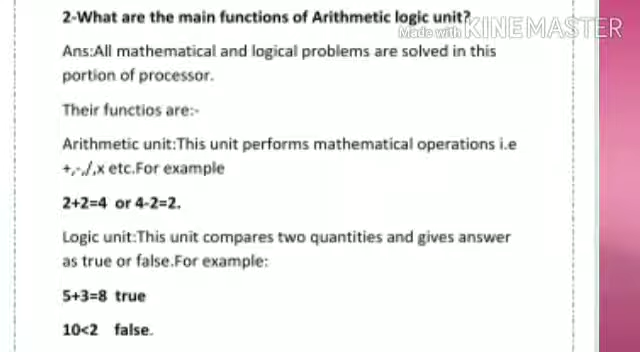 2-What are the main functions of Arithmetic logic unit?
Made with KINEMASTER
Ans:All mathematical and logical problems are solved in this
portion of processor.
Their functios are:-
Arithmetic unit:This unit performs mathematical operations i.e
+,-,/,x etc.For example
2+2=4 or 4-2=2.
Logic unit:This unit compares two quantities and gives answer
as true or false.For example:
5+3=8 true
10<2 false.